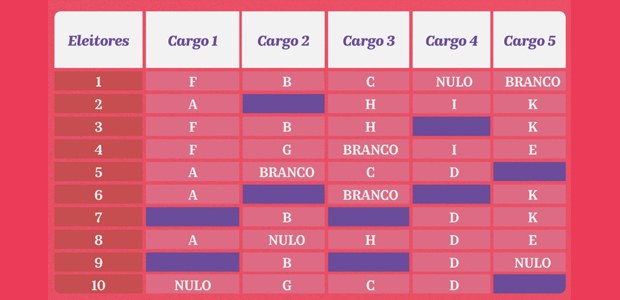 Eleitores Cargo 1 Cargo 2 Cargo 3 Cargo 4 Cargo 5
1 F B C NULO BRANCO
2 A H I K
3 F B H K
4 F G BRANCO I E
5 A BRANCO C D
6 A BRANCO K
7 B D K
8 A NULO H D E
9 B D NULO
10 NULO G C D